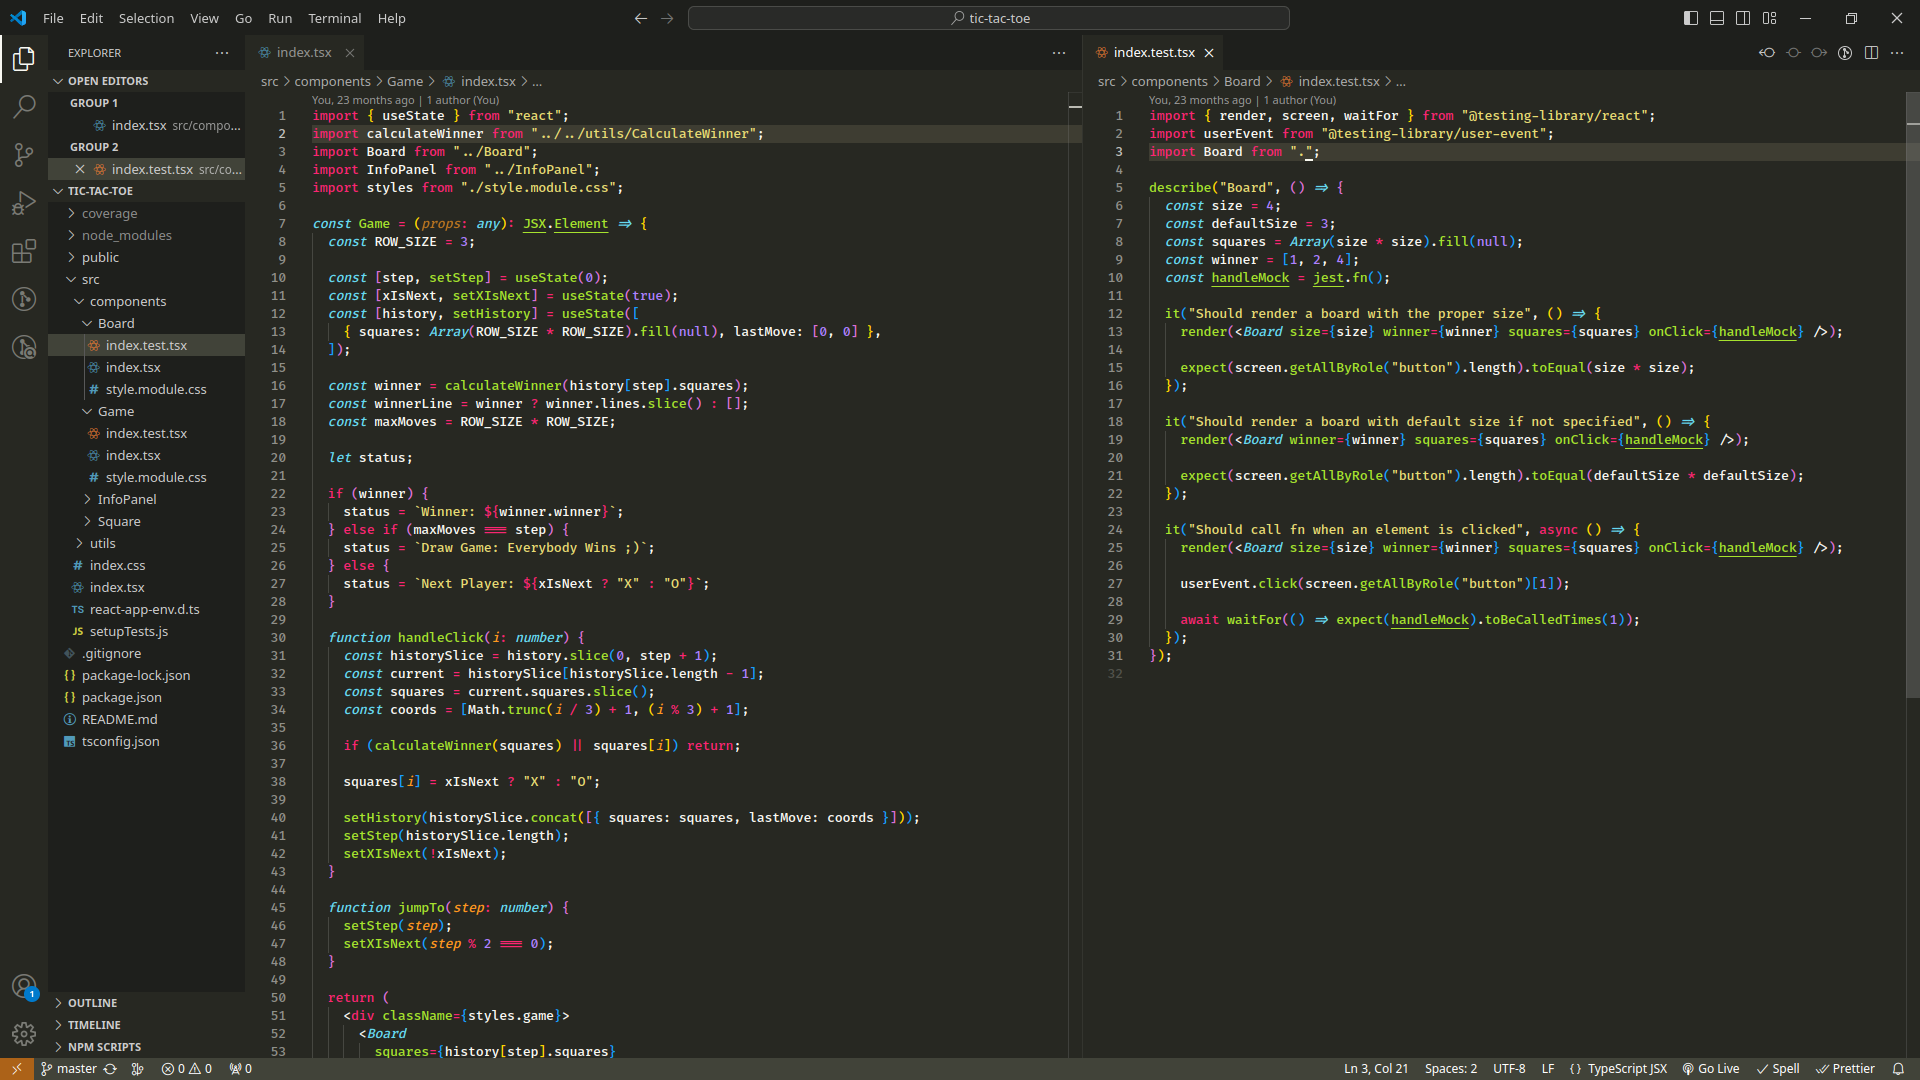 File Edit Selection View Go Run Terminal Help
tic-tac-toe
EXPLORER
OPEN EDITORS
GROUP 1
index.tsx src/compo...
GROUP 2
index.test.tsx src/co...
TIC-TAC-TOE
coverage
node_modules
public
src
components
Board
index.test.tsx
index.tsx
# style.module.css
Game
index.test.tsx
index.tsx
# style.module.css
InfoPanel
Square
utils
# index.css
index.tsx
TS react-app-env.d.ts
JS setupTests.js
.gitignore
{} package-lock.json
{} package.json
README.md
tsconfig.json
OUTLINE
TIMELINE
NPM SCRIPTS
1
index.tsx
src > components > Game > index.tsx > ...
You, 23 months ago | 1 author (You)
1 import { useState } from "react";
2 import calculateWinner from "../../utils/CalculateWinner";
3 import Board from "../Board";
4 import InfoPanel from "../InfoPanel";
5 import styles from "./style.module.css";
6
7 const Game = (props: any): JSX.Element => {
8 const ROW_SIZE = 3;
9
10 const [step, setStep] = useState(0);
11 const [xIsNext, setXIsNext] = useState(true);
12 const [history, setHistory] = useState([
13 { squares: Array(ROW_SIZE * ROW_SIZE).fill(null), lastMove: [0, 0] },
14 ]);
15
16 const winner = calculateWinner(history[step].squares);
17 const winnerLine = winner ? winner.lines.slice() : [];
18 const maxMoves = ROW_SIZE * ROW_SIZE;
19
20 let status;
21
22 if (winner) {
23 status = `Winner: ${winner.winner}`;
24 } else if (maxMoves === step) {
25 status = `Draw Game: Everybody Wins ;)`;
26 } else {
27 status = `Next Player: ${xIsNext ? "X" : "O"}`;
28 }
29
30 function handleClick(i: number) {
31 const historySlice = history.slice(0, step + 1);
32 const current = historySlice[historySlice.length - 1];
33 const squares = current.squares.slice();
34 const coords = [Math.trunc(i / 3) + 1, (i % 3) + 1];
35
36 if (calculateWinner(squares) || squares[i]) return;
37
38 squares[i] = xIsNext ? "X" : "O";
39
40 setHistory(historySlice.concat([{ squares: squares, lastMove: coords }]));
41 setStep(historySlice.length);
42 setXIsNext(!xIsNext);
43 }
44
45 function jumpTo(step: number) {
46 setStep(step);
47 setXIsNext(step % 2 === 0);
48 }
49
50 return (
51 <div className={styles.game}>
52 <Board
53 squares={history[step].squares}
index.test.tsx
src > components > Board > index.test.tsx > ...
You, 23 months ago | 1 author (You)
1 import { render, screen, waitFor } from "@testing-library/react";
2 import userEvent from "@testing-library/user-event";
3 import Board from ".";
4
5 describe("Board", () => {
6 const size = 4;
7 const defaultSize = 3;
8 const squares = Array(size * size).fill(null);
9 const winner = [1, 2, 4];
10 const handleMock = jest.fn();
11
12 it("Should render a board with the proper size", () => {
13 render(<Board size={size} winner={winner} squares={squares} onClick={handleMock} />);
14
15 expect(screen.getAllByRole("button").length).toEqual(size * size);
16 });
17
18 it("Should render a board with default size if not specified", () => {
19 render(<Board winner={winner} squares={squares} onClick={handleMock} />);
20
21 expect(screen.getAllByRole("button").length).toEqual(defaultSize * defaultSize);
22 });
23
24 it("Should call fn when an element is clicked", async () => {
25 render(<Board size={size} winner={winner} squares={squares} onClick={handleMock} />);
26
27 userEvent.click(screen.getAllByRole("button")[1]);
28
29 await waitFor(() => expect(handleMock).toBeCalledTimes(1));
30 });
31 });
32
master 0 0 0 Ln 3, Col 21 Spaces: 2 UTF-8 LF {} TypeScript JSX Go Live Spell Prettier